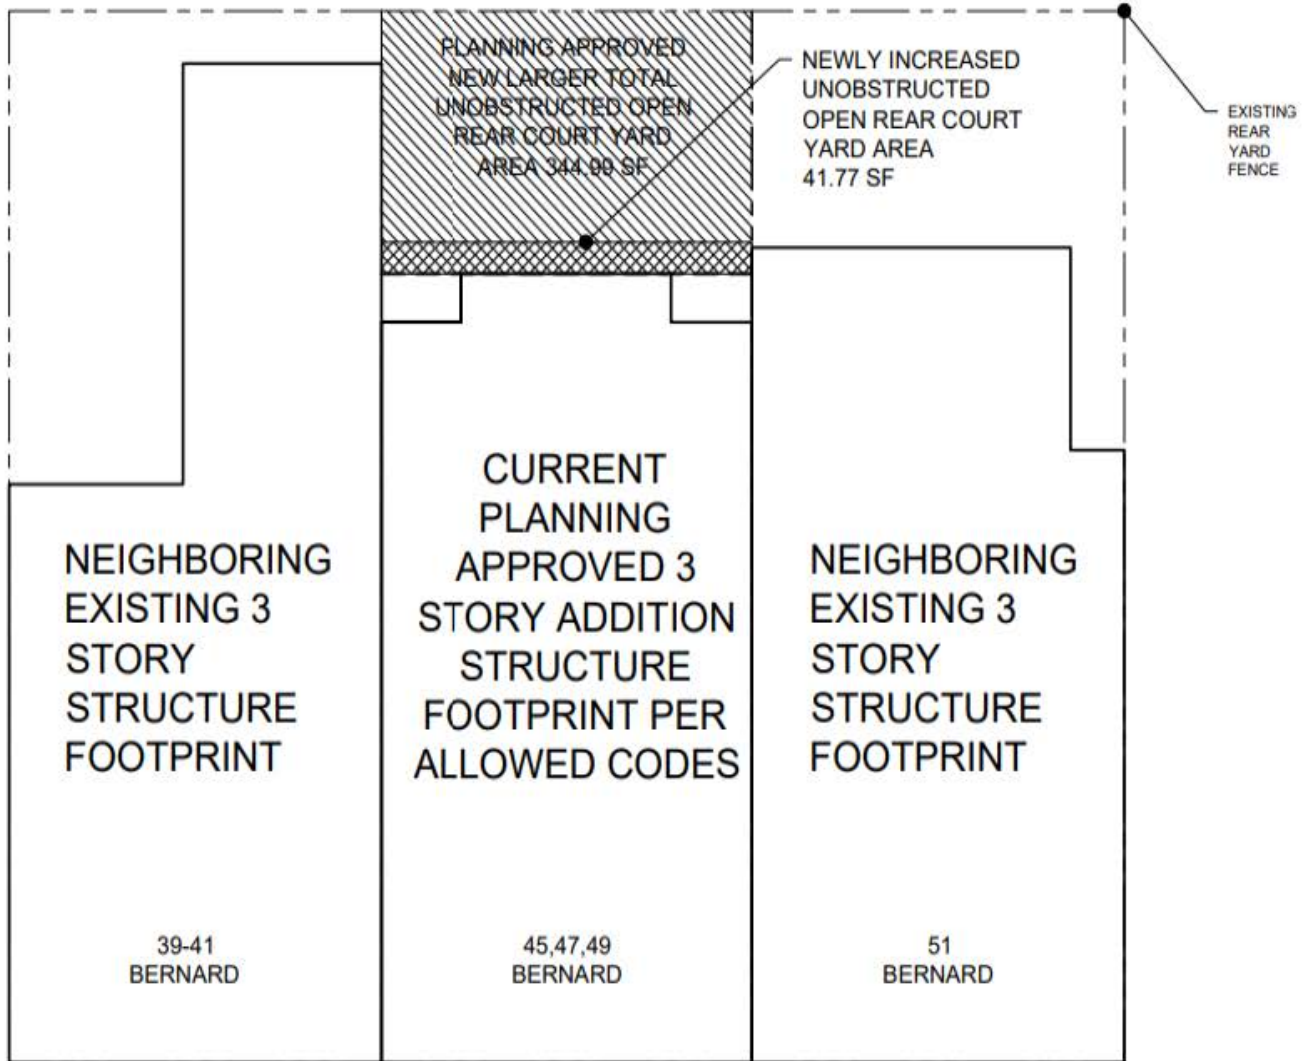 PLANNING APPROVED
NEW LARGER TOTAL
UNOBSTRUCTED OPEN
REAR COURT YARD
AREA 344.99 SF
NEWLY INCREASED
UNOBSTRUCTED
OPEN REAR COURT
YARD AREA
41.77 SF
EXISTING
REAR
YARD
FENCE
NEIGHBORING
EXISTING 3
STORY
STRUCTURE
FOOTPRINT
39-41
BERNARD
CURRENT
PLANNING
APPROVED 3
STORY ADDITION
STRUCTURE
FOOTPRINT PER
ALLOWED CODES
45,47,49
BERNARD
NEIGHBORING
EXISTING 3
STORY
STRUCTURE
FOOTPRINT
51
BERNARD